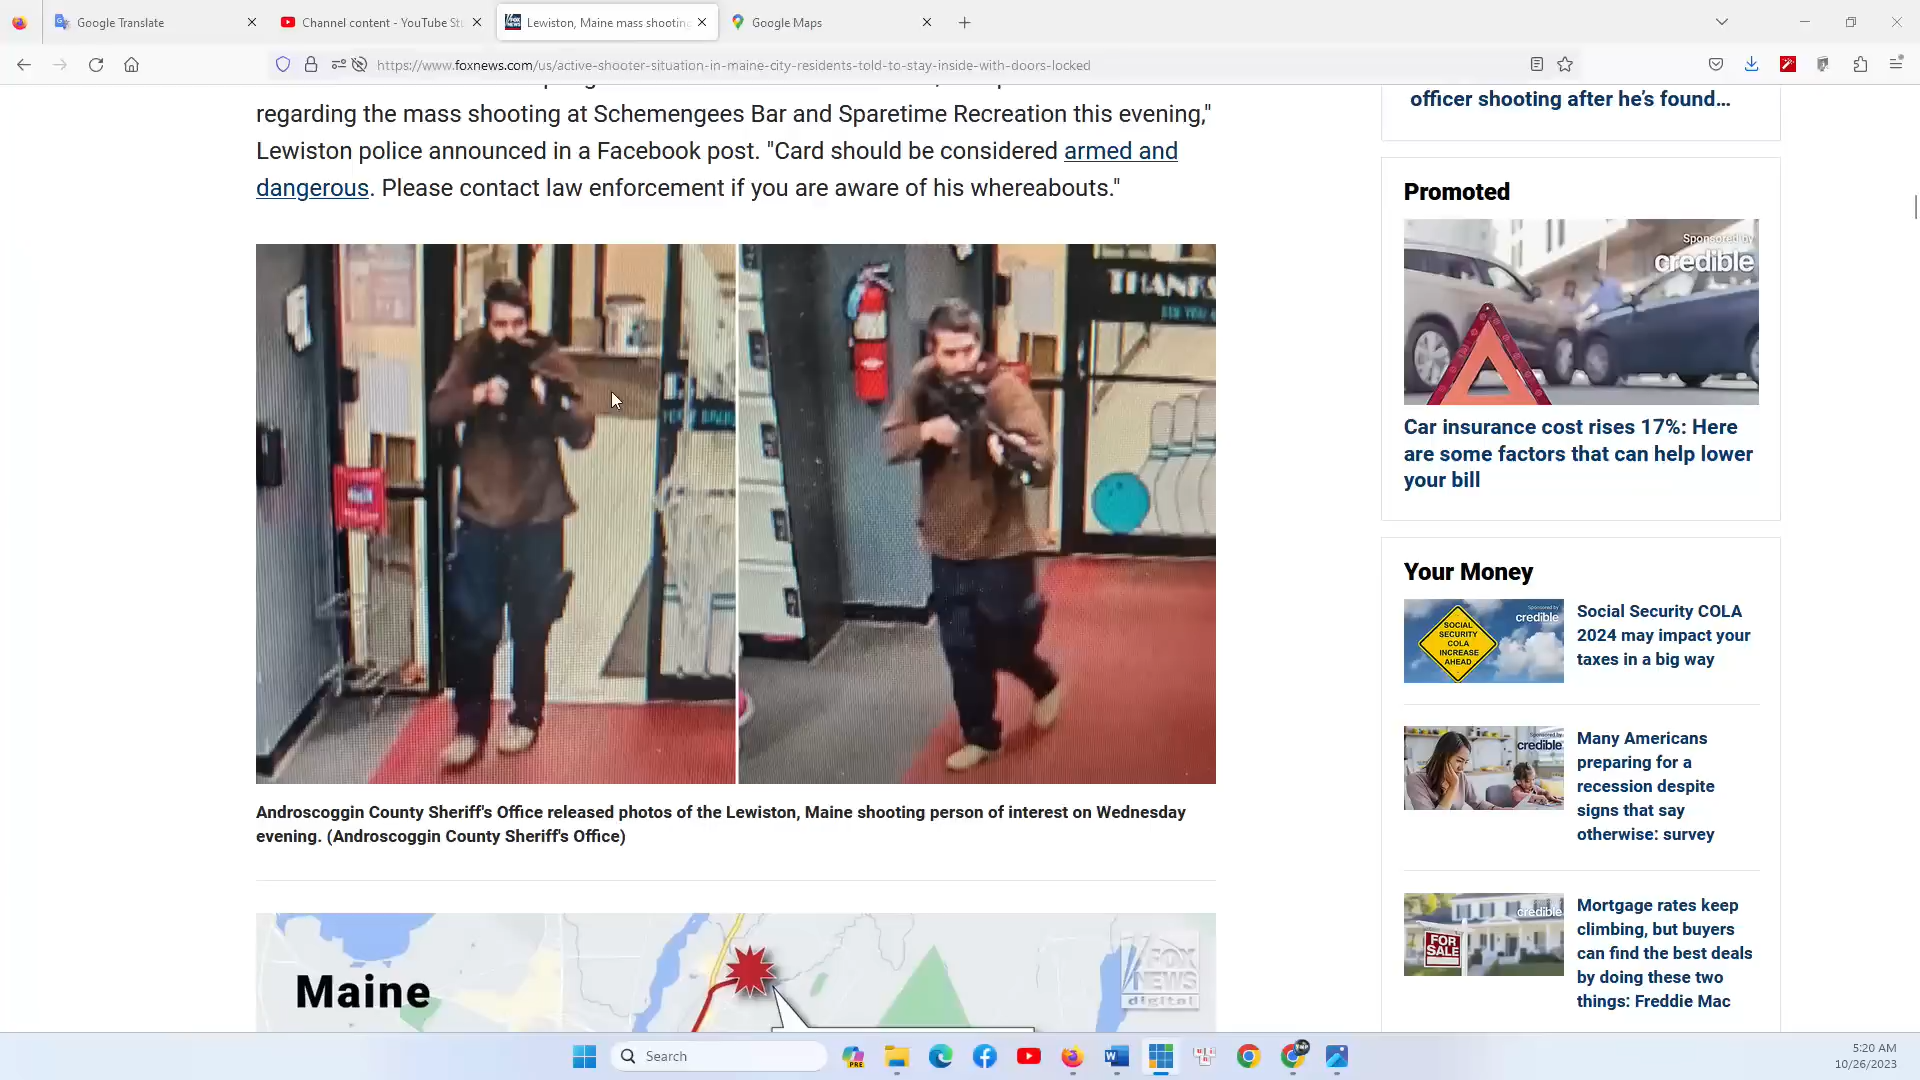 Google Translate
Channel content - YouTube St
Lewiston, Maine mass shooting
Google Maps
https://www.foxnews.com/us/active-shooter-situation-in-maine-city-residents-told-to-stay-inside-with-doors-locked
regarding the mass shooting at Schemengees Bar and Sparetime Recreation this evening,"
Lewiston police announced in a Facebook post. "Card should be considered armed and
dangerous. Please contact law enforcement if you are aware of his whereabouts."
THANKS
Androscoggin County Sheriff's Office released photos of the Lewiston, Maine shooting person of interest on Wednesday
evening. (Androscoggin County Sheriff's Office)
Maine
FOX
NEWS
digital
officer shooting after he's found...
Promoted
Sponsored by
credible
Car insurance cost rises 17%: Here
are some factors that can help lower
your bill
Your Money
Sponsored by
credible
SOCIAL
SECURITY
COLA
INCREASE
AHEAD
Social Security COLA
2024 may impact your
taxes in a big way
credible
Many Americans
preparing for a
recession despite
signs that say
otherwise: survey
credible
FOR
SALE
Mortgage rates keep
climbing, but buyers
can find the best deals
by doing these two
things: Freddie Mac
Search
PRE
5:20 AM
10/26/2023